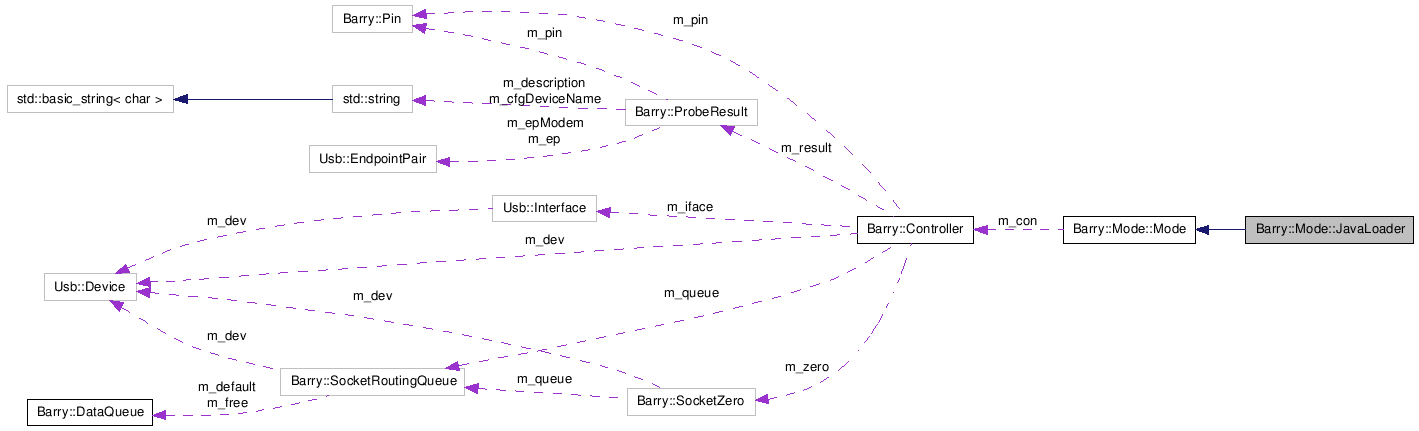 Barry::Pin
m_pin
m_pin
m_description
m_cfgDeviceName
std::basic_string< char >
std::string
Barry::ProbeResult
m_epModem
m_ep
Usb::EndpointPair
m_result
Usb::Interface
m_iface
m_dev
m_con
Barry::Controller
Barry::Mode::Mode
Barry::Mode::JavaLoader
m_dev
Usb::Device
m_dev
m_queue
m_dev
m_zero
Barry::SocketRoutingQueue
m_queue
m_default
m_free
Barry::SocketZero
Barry::DataQueue